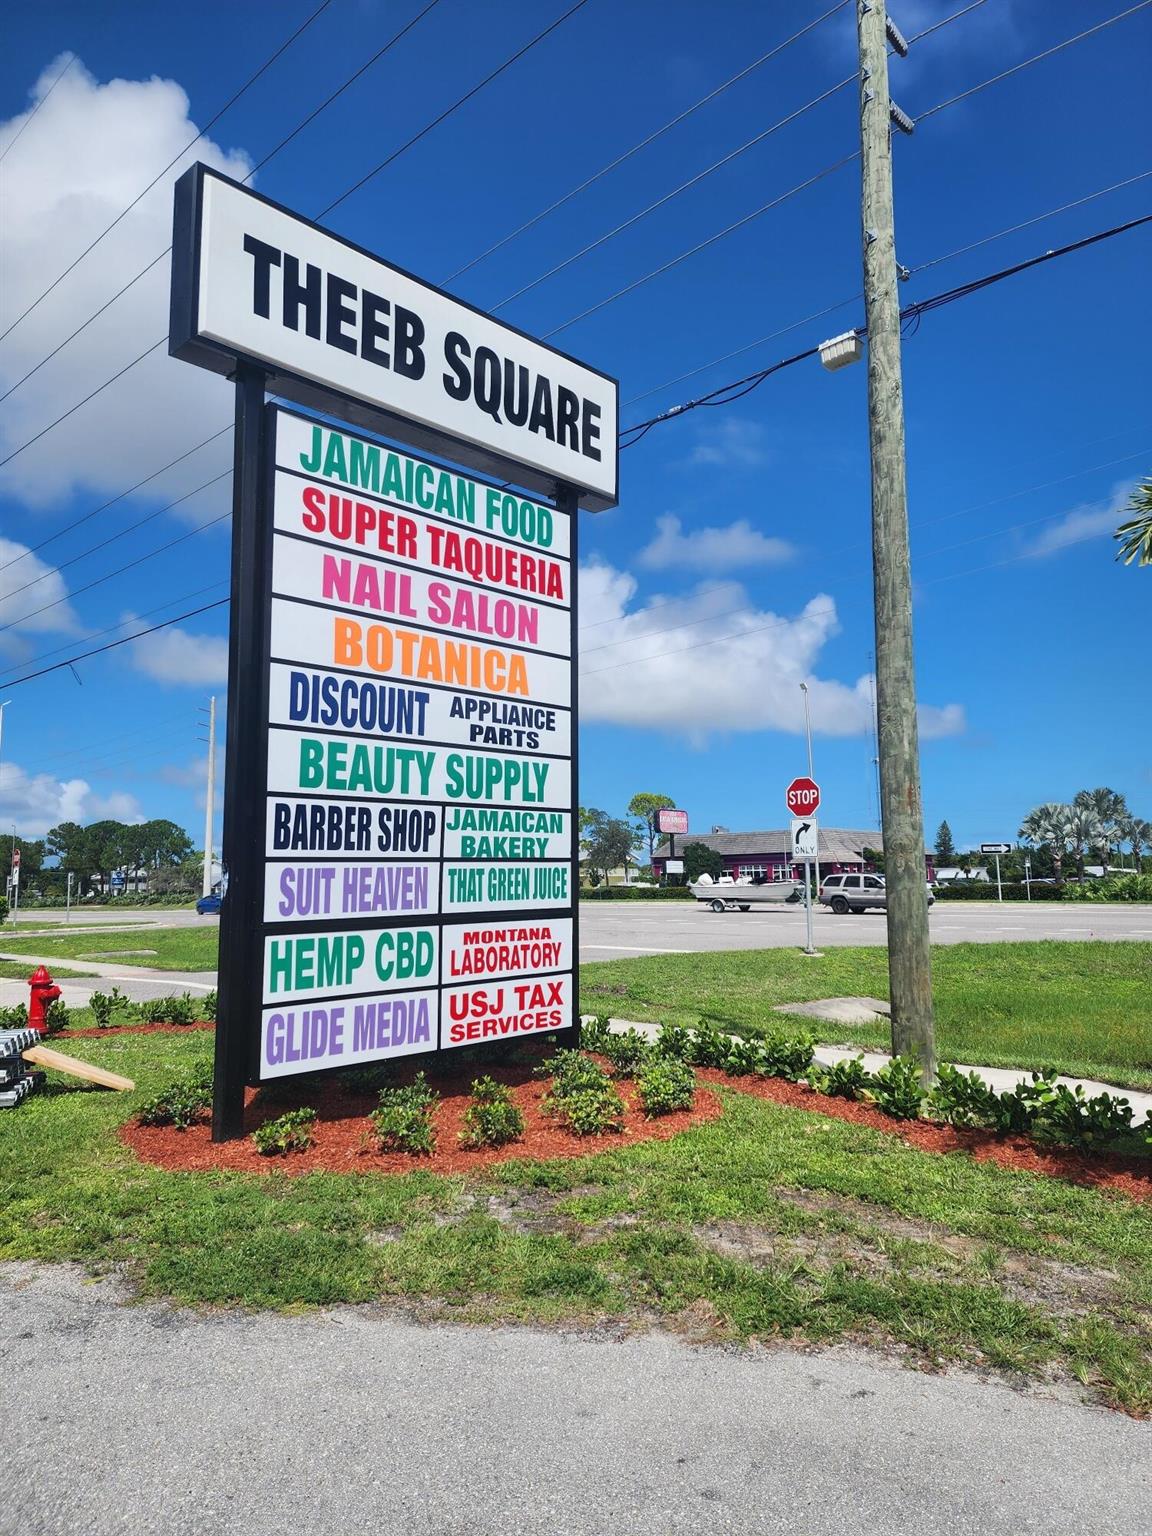 THEEB SQUARE
JAMAICAN FOOD
SUPER TAQUERIA
NAIL SALON
BOTANICA
DISCOUNT APPLIANCE
PARTS
BEAUTY SUPPLY
BARBER SHOP
JAMAICAN
BAKERY
SUIT HEAVEN
THAT GREEN JUICE
HEMP CBD
MONTANA
LABORATORY
GLIDE MEDIA
USJ TAX
SERVICES
STOP
ONLY